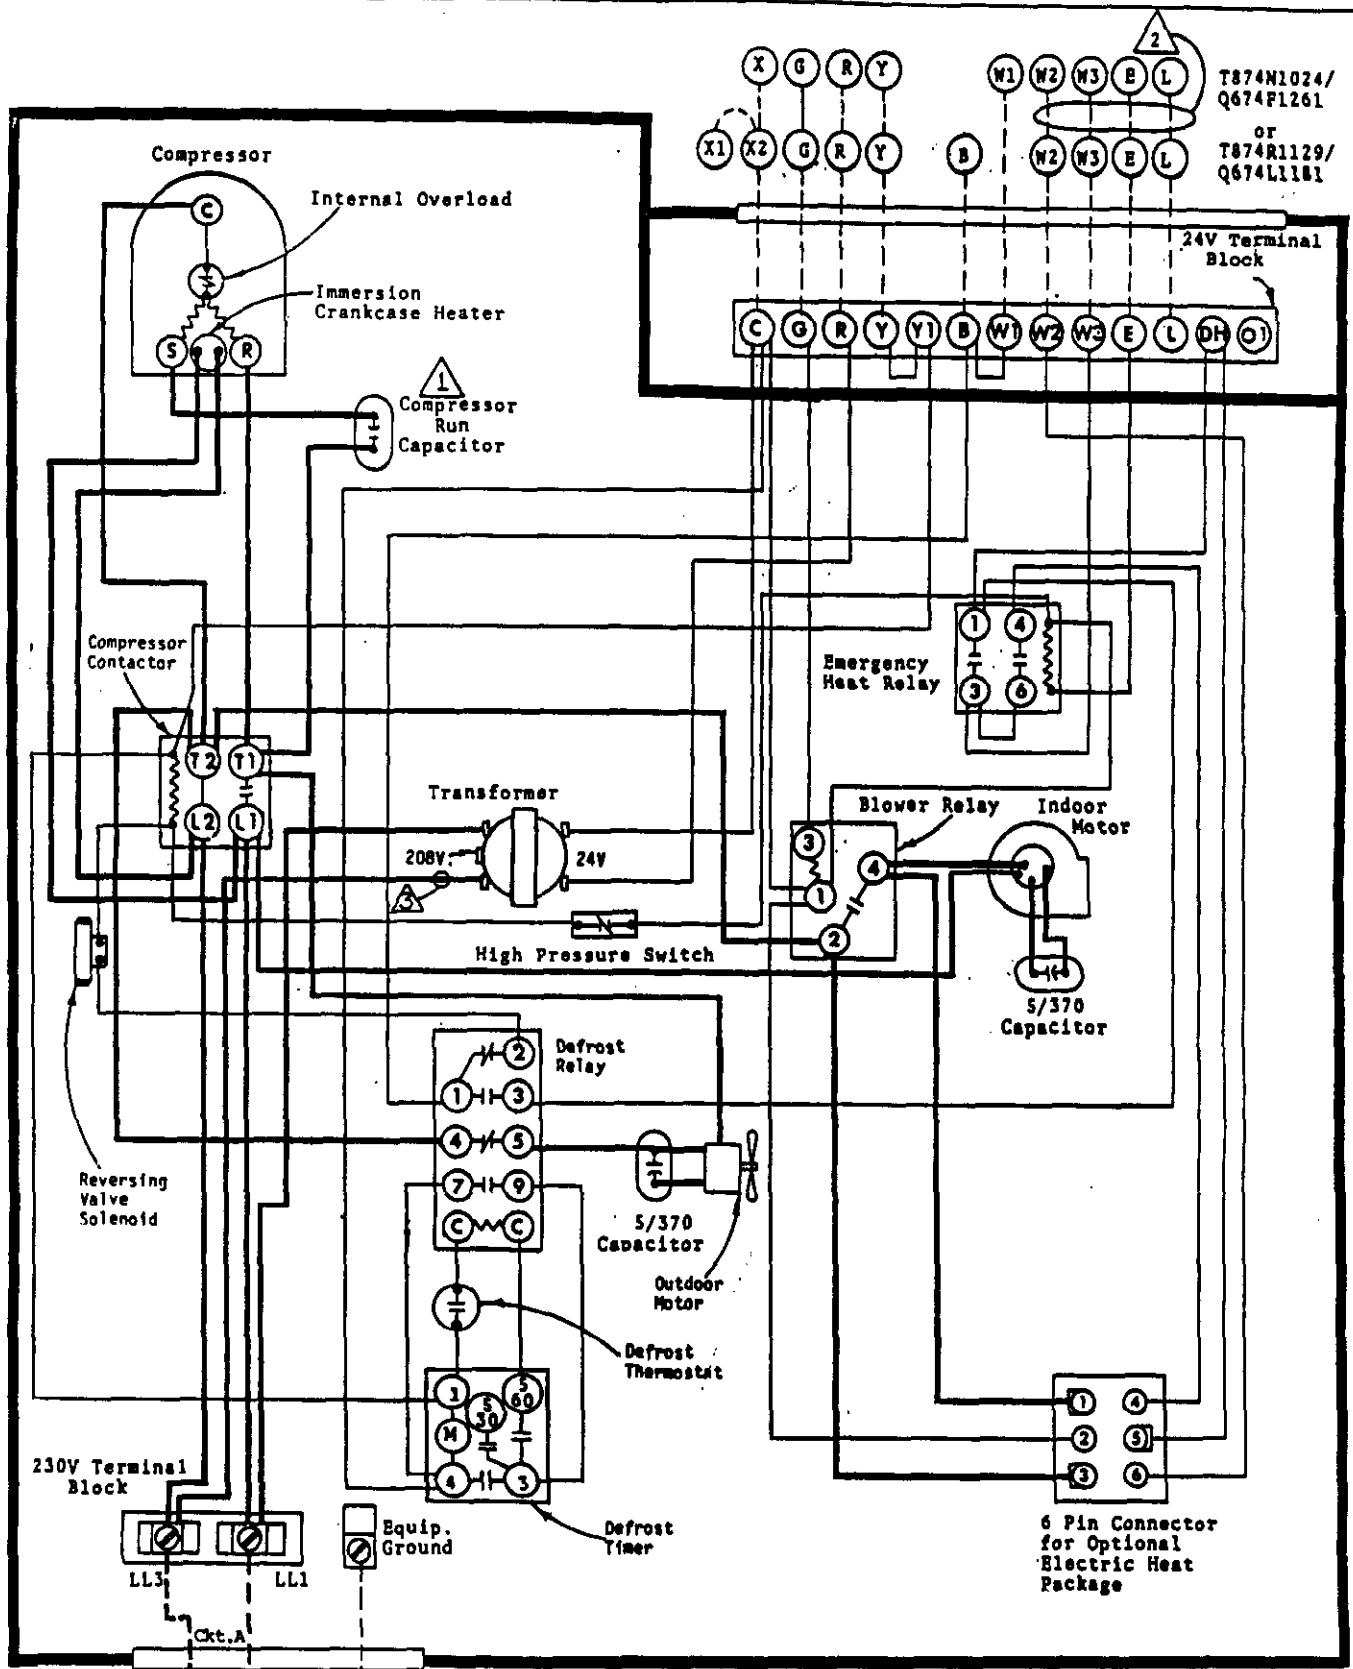 2
X G R Y W1 W2 W3 E L
T874N1024/
Q674F1261
or
T874R1129/
Q674L1181
X1 X2 G R Y B W2 W3 E L
24V Terminal
Block
C G R Y Y1 B W1 W2 W3 E L DH O1
Compressor
C
Internal Overload
Immersion
Crankcase Heater
S R
1
Compressor
Run
Capacitor
Compressor
Contactor
T2 T1
L2 L1
Emergency
Heat Relay
1 4
3 6
Transformer
208V.
24V
3
Blower Relay
3
4
1
2
Indoor
Motor
High Pressure Switch
5/370
Capacitor
Defrost
Relay
2
1 3
4 5
7 9
C C
Reversing
Valve
Solenoid
5/370
Capacitor
Outdoor
Motor
Defrost
Thermostat
1 S
30
S
60
M
4 3
Defrost
Timer
230V Terminal
Block
LL3 LL1
Equip.
Ground
Ckt.A
1 4
2 5
3 6
6 Pin Connector
for Optional
Electric Heat
Package